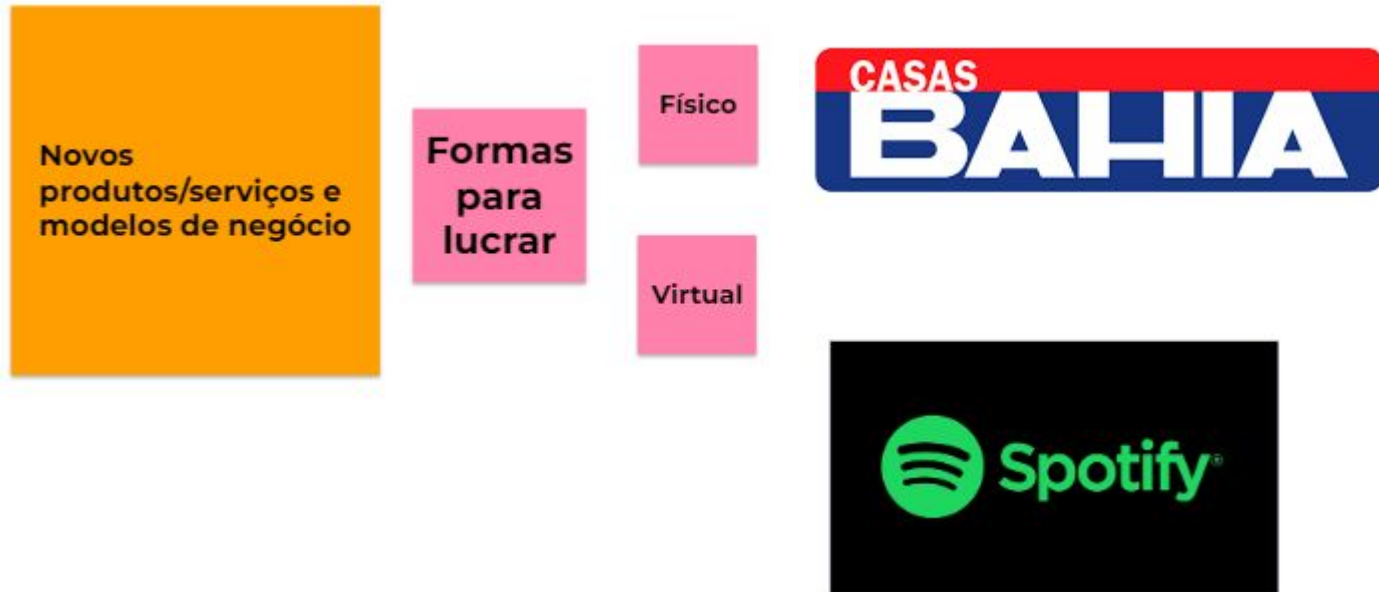 Novos
produtos/serviços e
modelos de negócio
Formas
para
lucrar
Físico
Virtual
CASAS
BAHIA
Spotify®